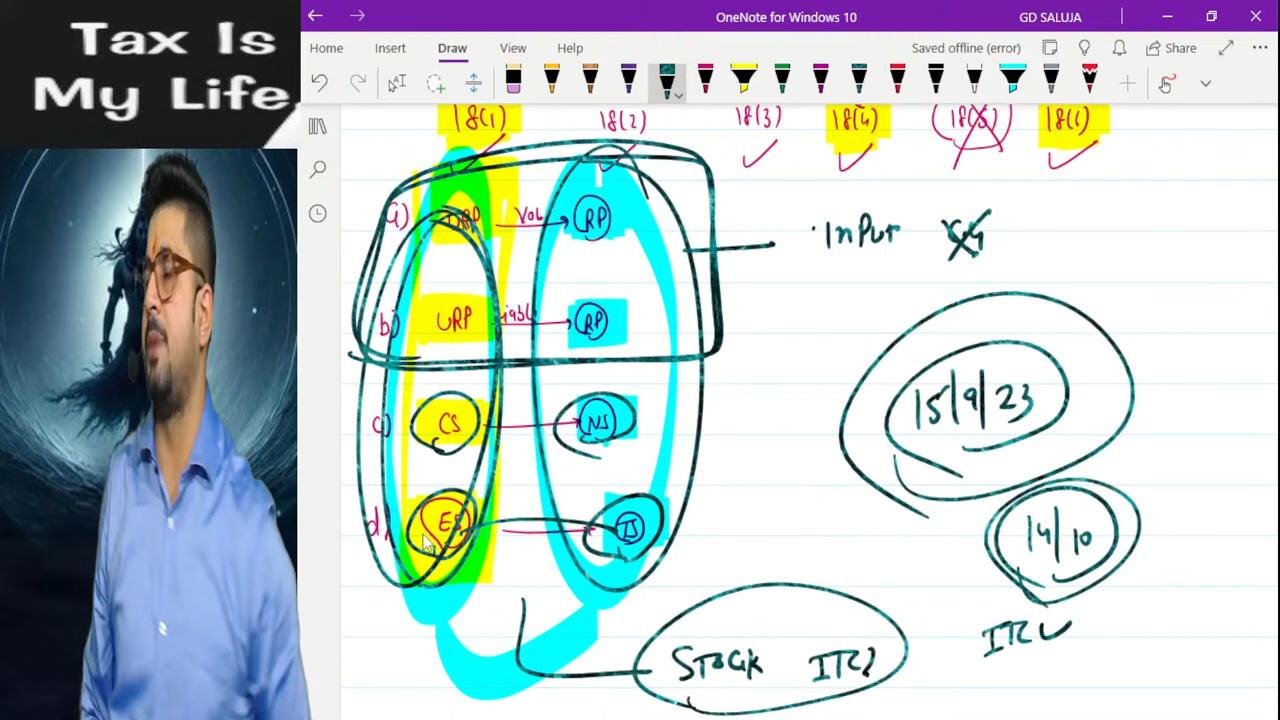 Tax Is
My Life
OneNote for Windows 10
GD SALUJA
Home Insert Draw View Help
Saved offline (error)
Share
18(1) 18(2) 18(3) 18(4) 18(5) 18(6)
a) URP Vol RP
Input
b) URP RP
15/9/23
c) CS NS
d) ES TS
14/10
ITC
STOCK ITC?